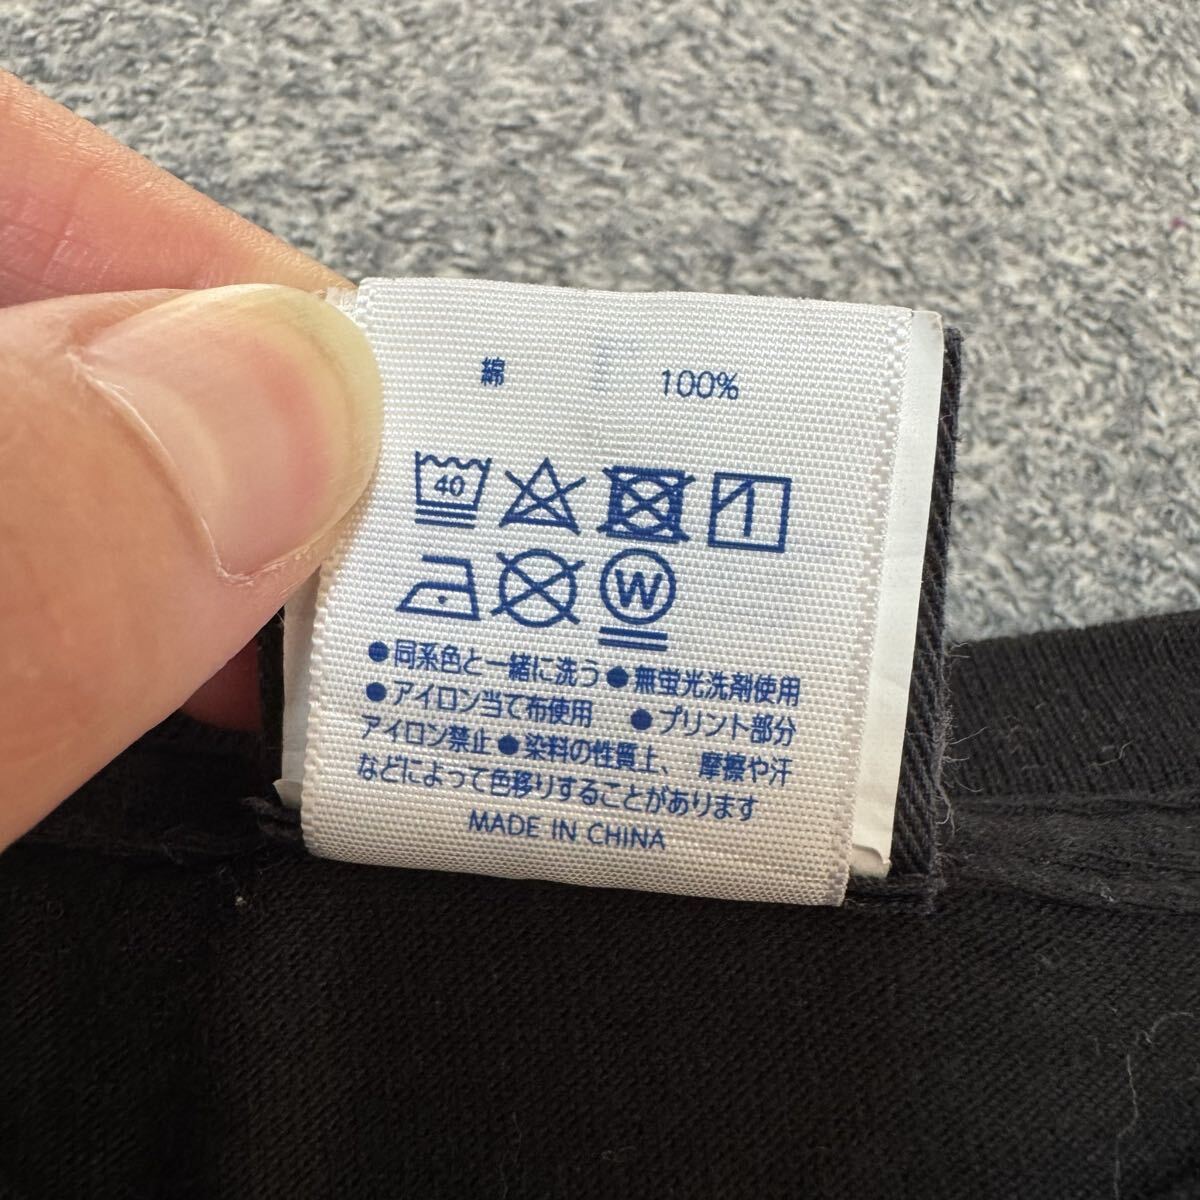 綿 100%
40
W
●同系色と一緒に洗う●無蛍光洗剤使用
●アイロン当て布使用 ●プリント部分
アイロン禁止●染料の性質上、摩擦や汗
などによって色移りすることがあります
MADE IN CHINA